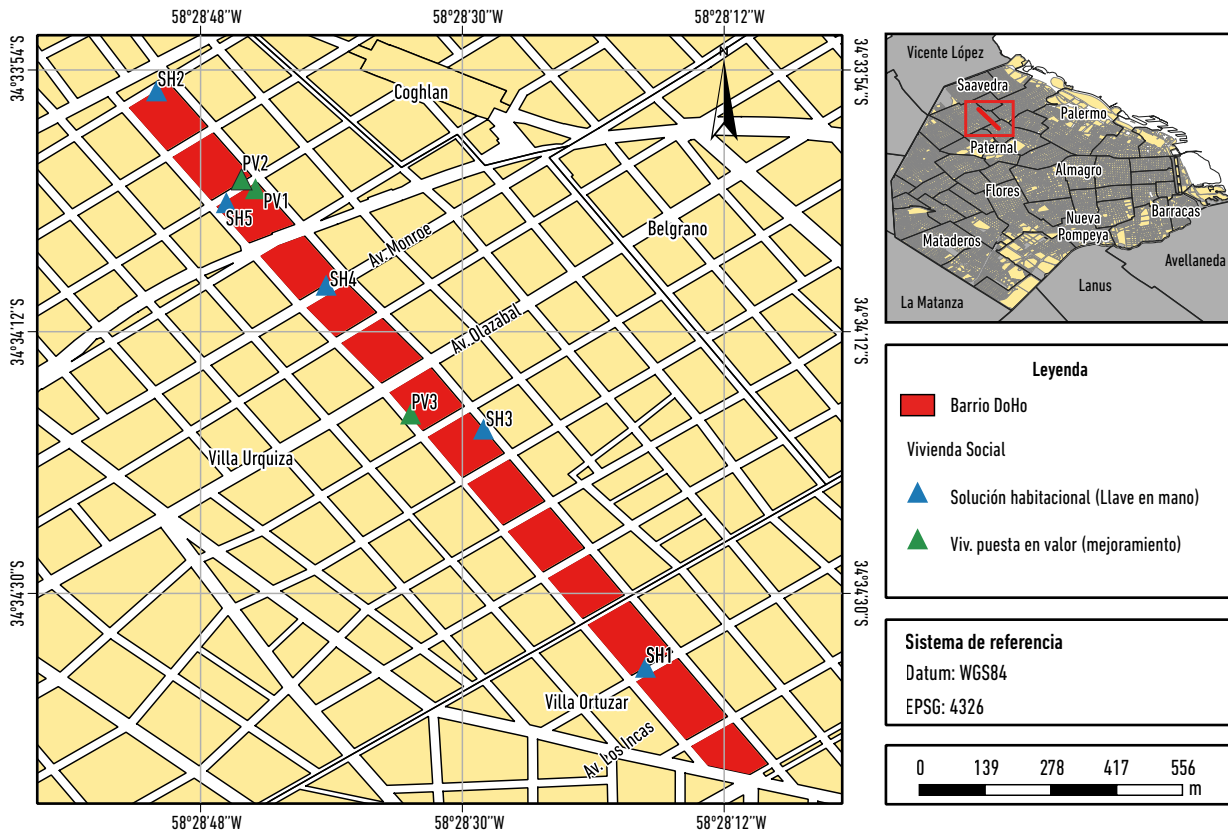 58°28'48''W
58°28'30''W
58°28'12''W
34°33'54''S
34°33'54''S
N
SH2
Coghlan
PV2
PV1
SH5
Av. Monroe
Belgrano
SH4
34°34'12''S
34°34'12''S
Av. Olazabal
PV3
SH3
Villa Urquiza
34°34'30''S
34°34'30''S
SH1
Villa Ortuzar
Av. Los Incas
58°28'48''W
58°28'30''W
58°28'12''W
Vicente López
Saavedra
Palermo
Paternal
Almagro
Flores
Nueva
Pompeya
Barracas
Mataderos
Avellaneda
Lanus
La Matanza
Leyenda
Barrio DoHo
Vivienda Social
Solución habitacional (Llave en mano)
Viv. puesta en valor (mejoramiento)
Sistema de referencia
Datum: WGS84
EPSG: 4326
0 139 278 417 556
m